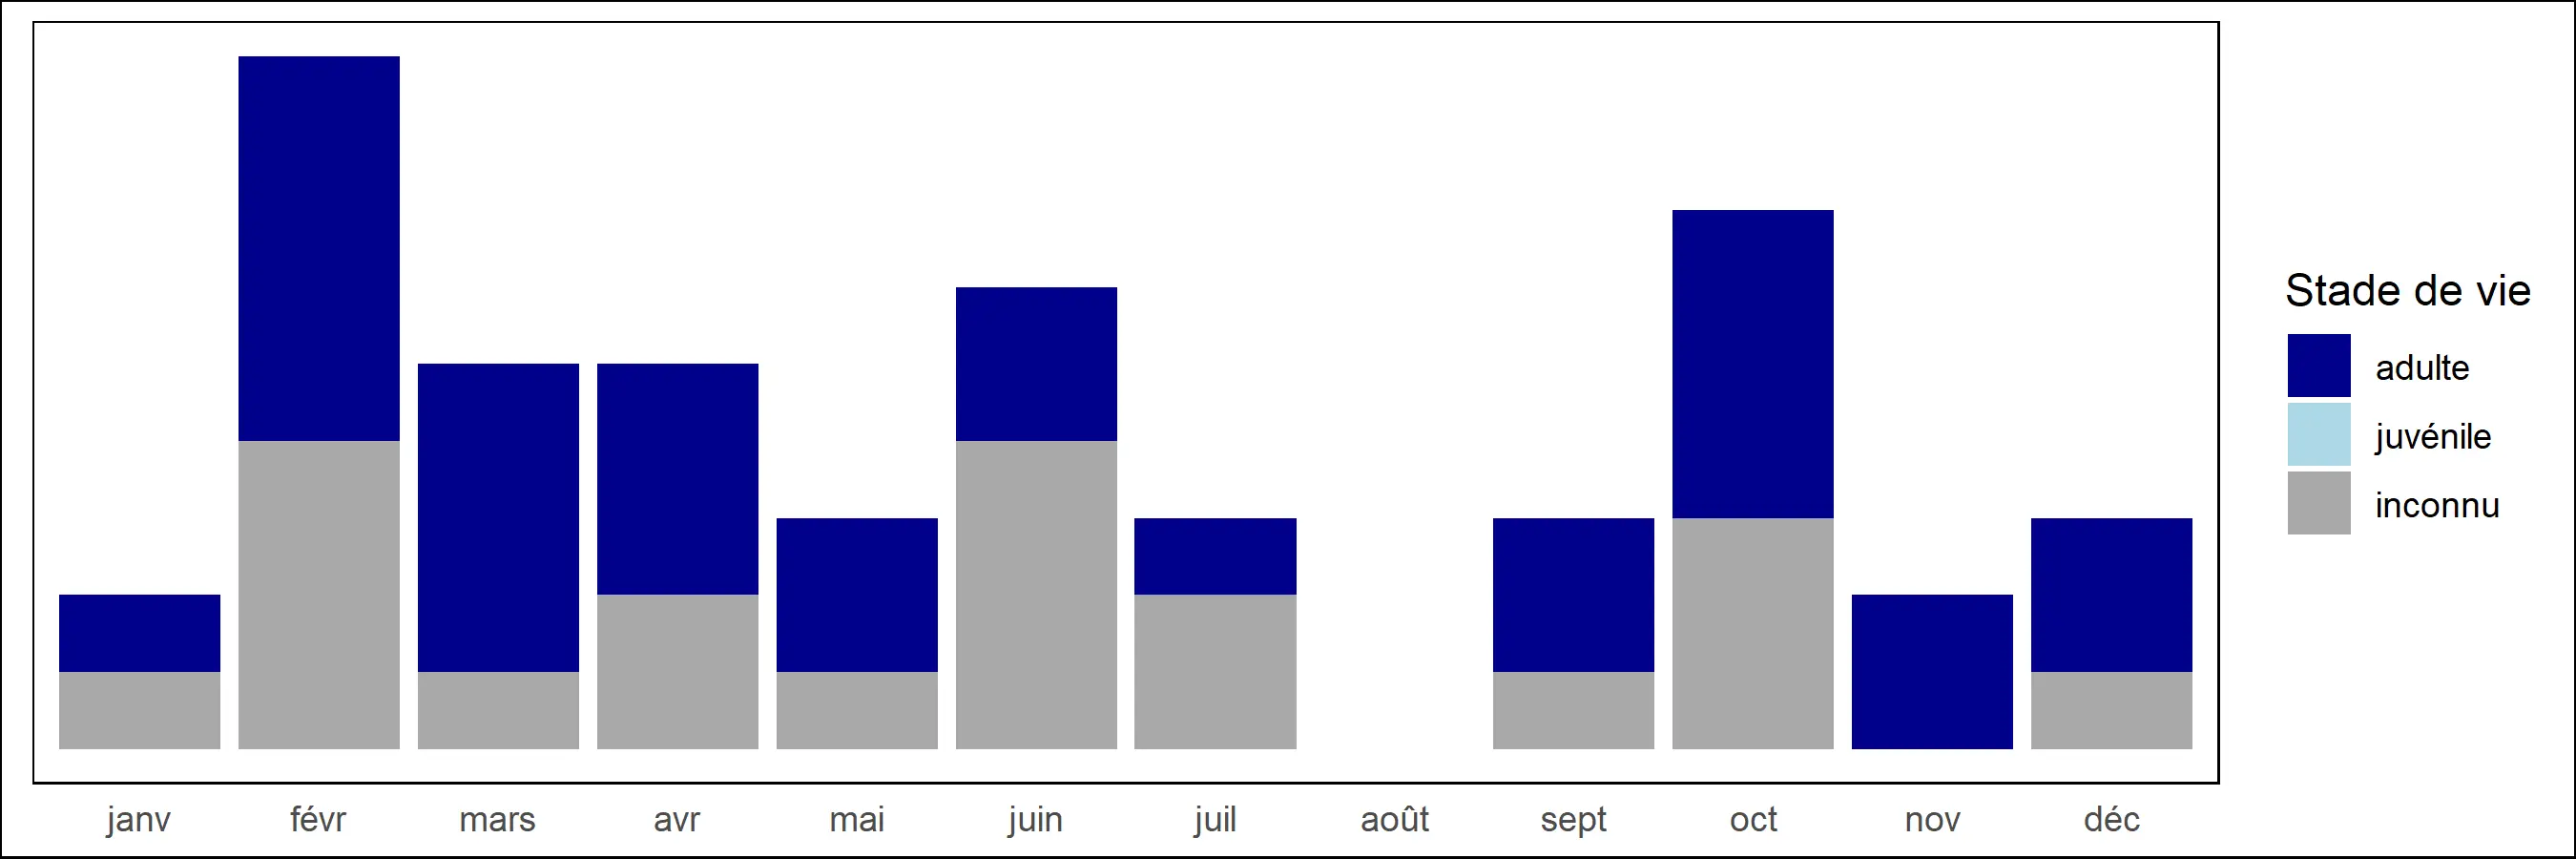 Stade de vie
adulte
juvénile
inconnu
janv févr mars avr mai juin juil août sept oct nov déc